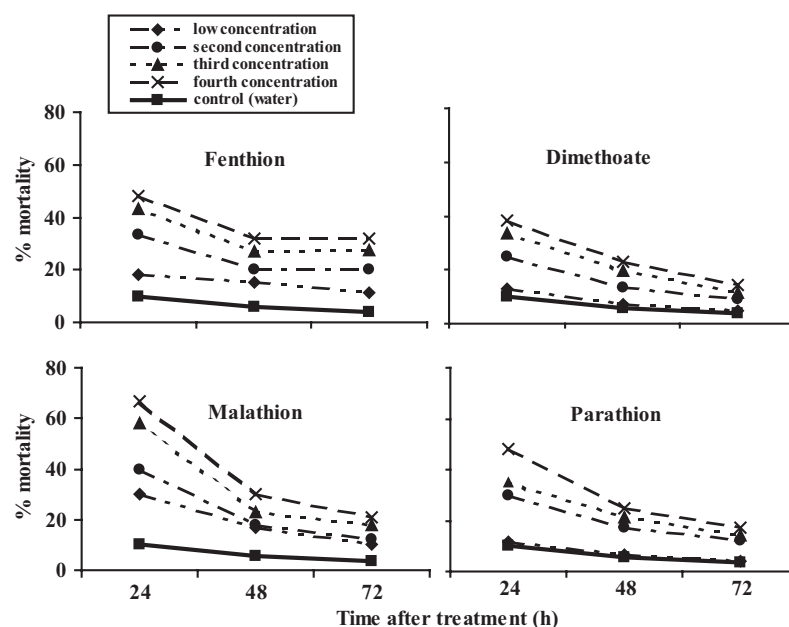 low concentration
second concentration
third concentration
fourth concentration
control (water)
80
60
40
20
0
% mortality
Fenthion
Dimethoate
80
60
40
20
0
% mortality
Malathion
Parathion
24 48 72 24 48 72
Time after treatment (h)